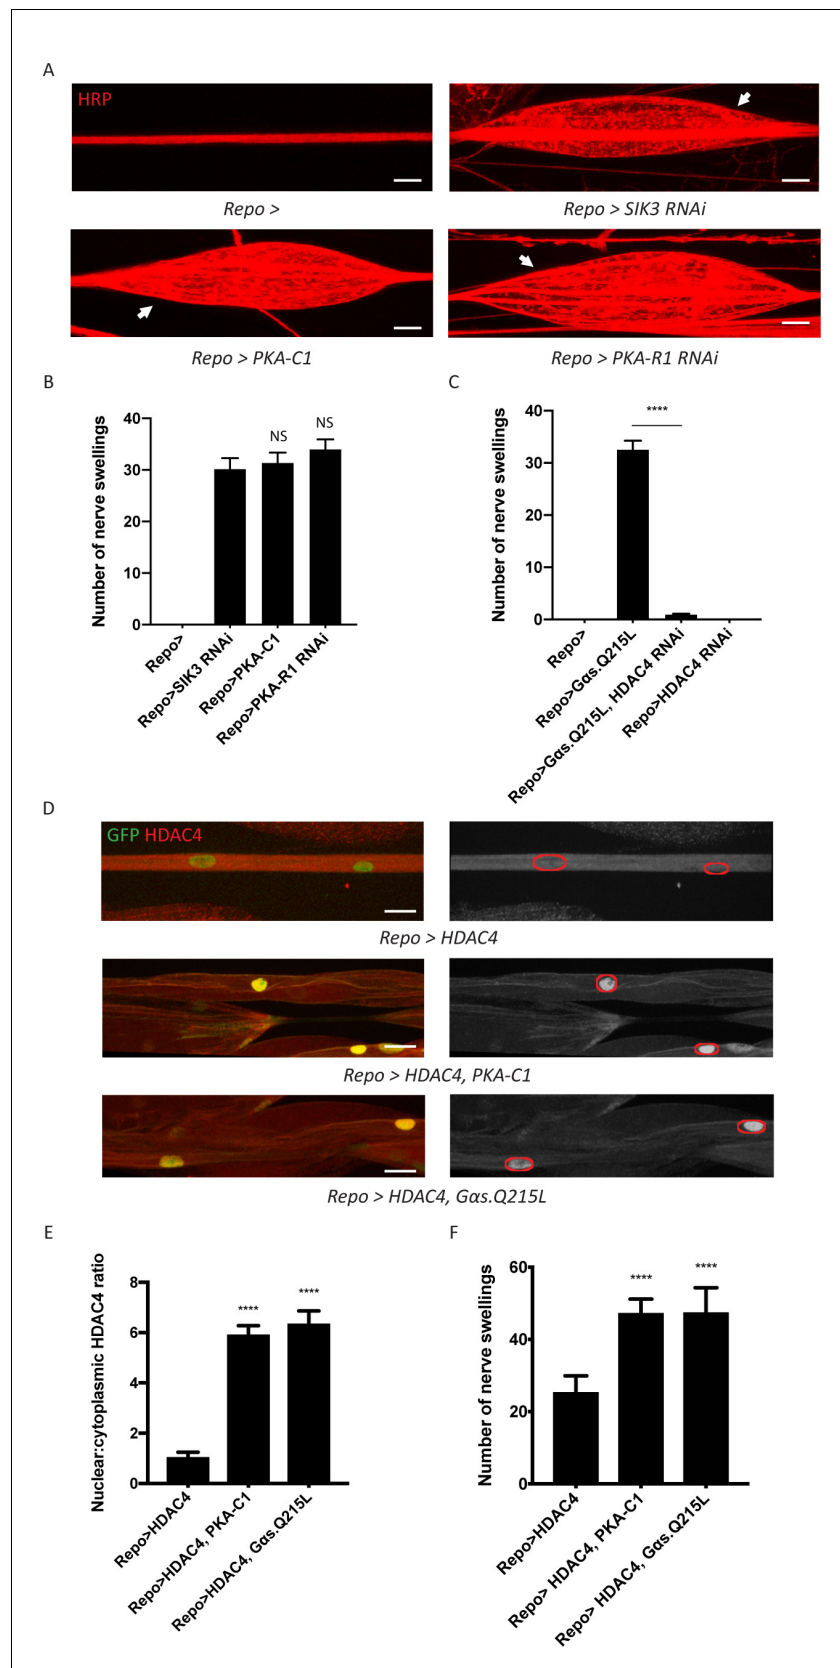 A
HRP
Repo >
Repo > SIK3 RNAi
Repo > PKA-C1
Repo > PKA-R1 RNAi
B
Number of nerve swellings
40
30
20
10
0
NS
NS
Repo>
Repo>SIK3 RNAi
Repo>PKA-C1
Repo>PKA-R1 RNAi
C
Number of nerve swellings
40
30
20
10
0
****
Repo>
Repo>Gαs.Q215L
Repo>Gαs.Q215L, HDAC4 RNAi
Repo>HDAC4 RNAi
D
GFP HDAC4
Repo > HDAC4
Repo > HDAC4, PKA-C1
Repo > HDAC4, Gαs.Q215L
E
Nuclear:cytoplasmic HDAC4 ratio
8
6
4
2
0
****
****
Repo>HDAC4
Repo>HDAC4, PKA-C1
Repo>HDAC4, Gαs.Q215L
F
Number of nerve swellings
60
40
20
0
****
****
Repo>HDAC4
Repo> HDAC4, PKA-C1
Repo> HDAC4, Gαs.Q215L